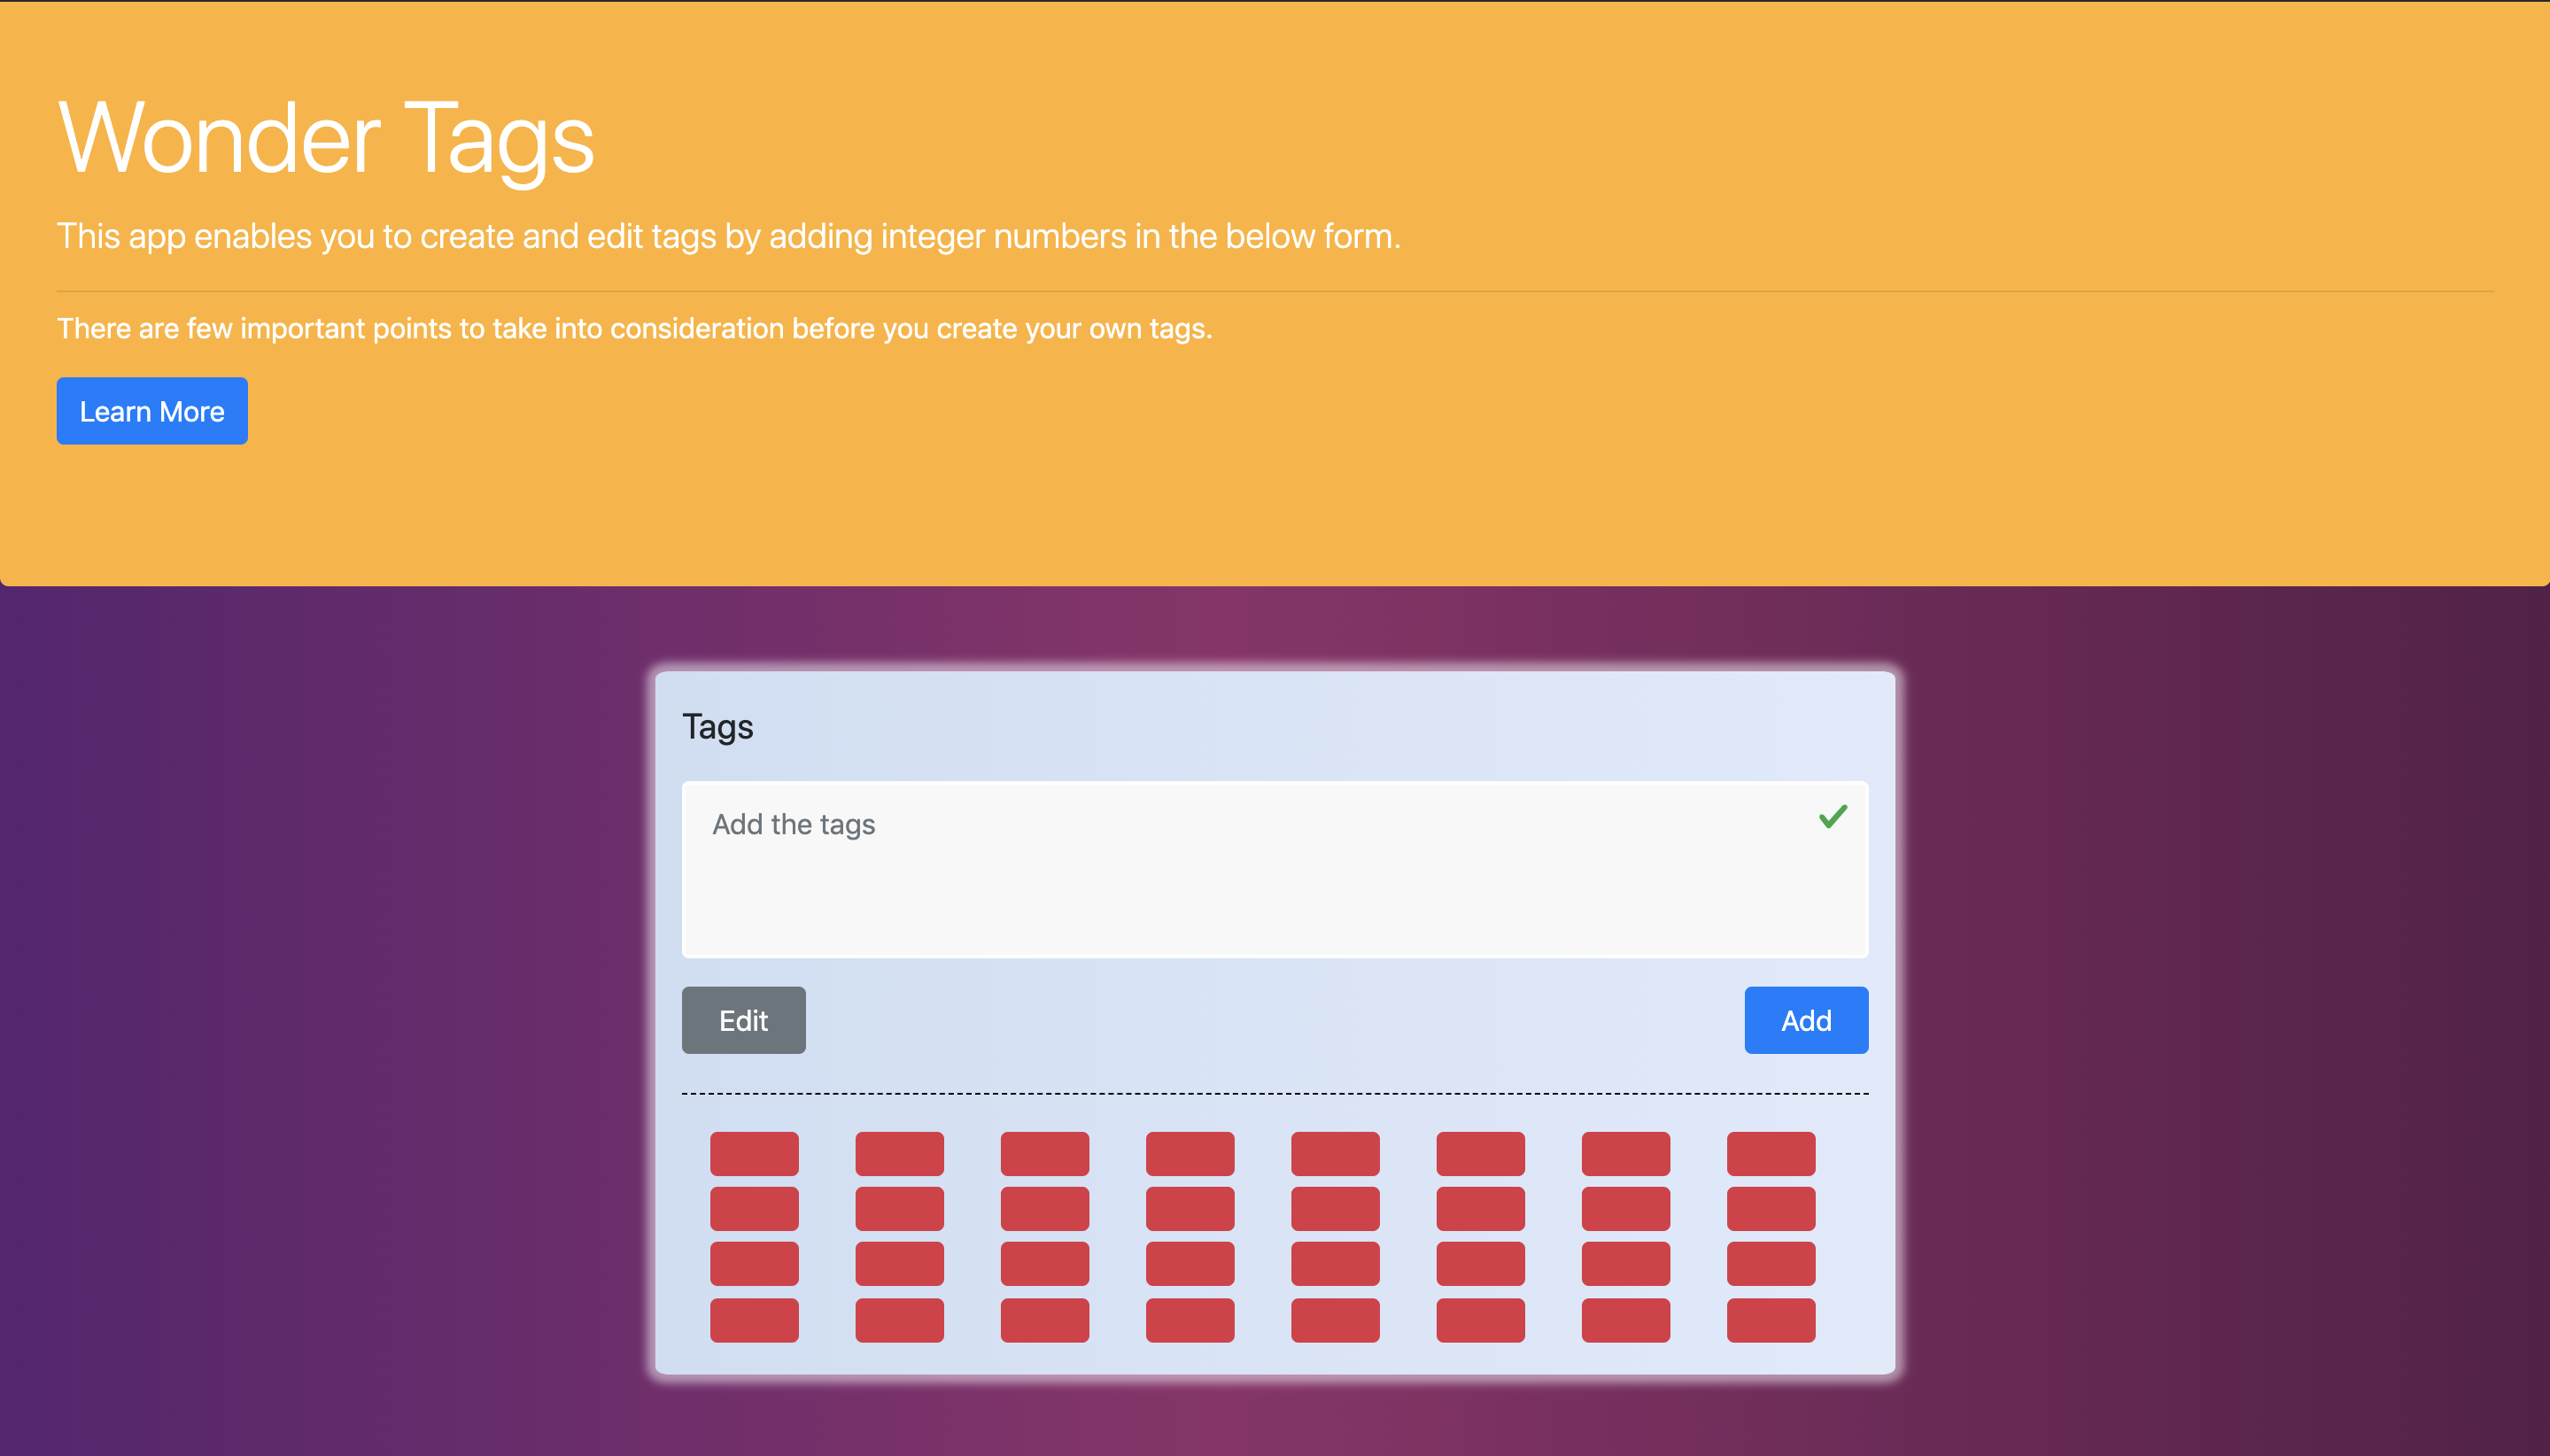 Wonder Tags
This app enables you to create and edit tags by adding integer numbers in the below form.
There are few important points to take into consideration before you create your own tags.
Learn More
Tags
Add the tags
Edit
Add